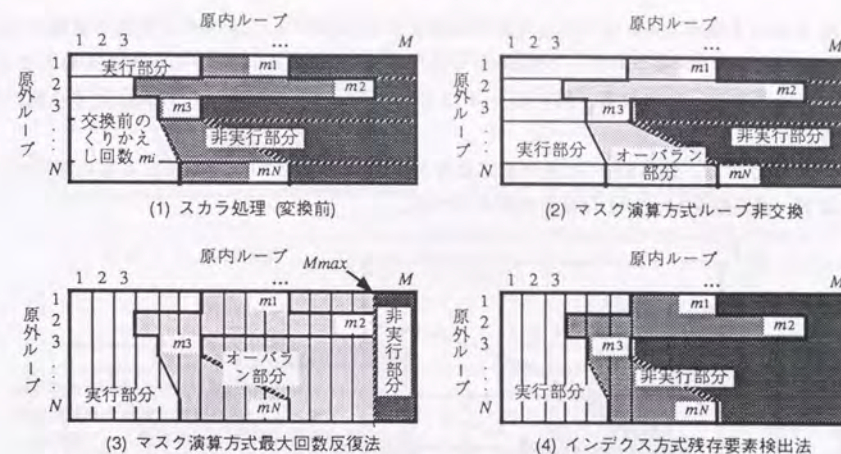 原内ループ
1 2 3 ... M
原外ループ
1
2
3
N
実行部分
m1
m2
m3
交換前の
くりかえ
し回数 mi
非実行部分
mN
(1) スカラ処理 (変換前)
原内ループ
1 2 3 ... M
原外ループ
1
2
3
N
m1
m2
m3
非実行部分
実行部分
オーバラン
部分
mN
(2) マスク演算方式ループ非交換
原内ループ
Mmax
1 2 3 ... M
原外ループ
1
2
3
N
m1
m2
m3
非実行部分
オーバラ
ン部分
実行部分
mN
(3) マスク演算方式最大回数反復法
原内ループ
1 2 3 ... M
原外ループ
1
2
3
N
m1
m2
m3
非実行部分
実行部分
mN
(4) インデクス方式残存要素検出法